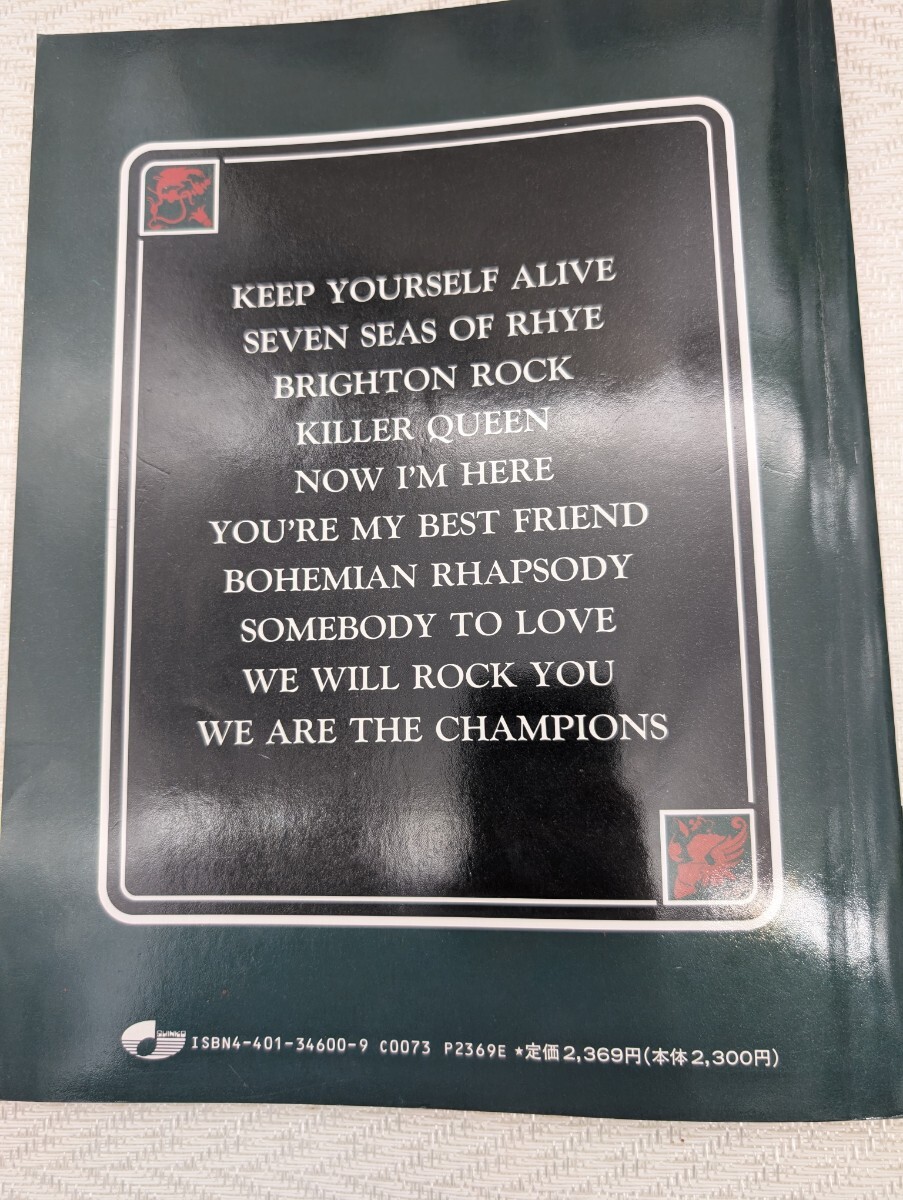 KEEP YOURSELF ALIVE
SEVEN SEAS OF RHYE
BRIGHTON ROCK
KILLER QUEEN
NOW I'M HERE
YOU'RE MY BEST FRIEND
BOHEMIAN RHAPSODY
SOMEBODY TO LOVE
WE WILL ROCK YOU
WE ARE THE CHAMPIONS
SHINKO ISBN4-401-34600-9 C0073 P2369E ★定価2,369円(本体2,300円)